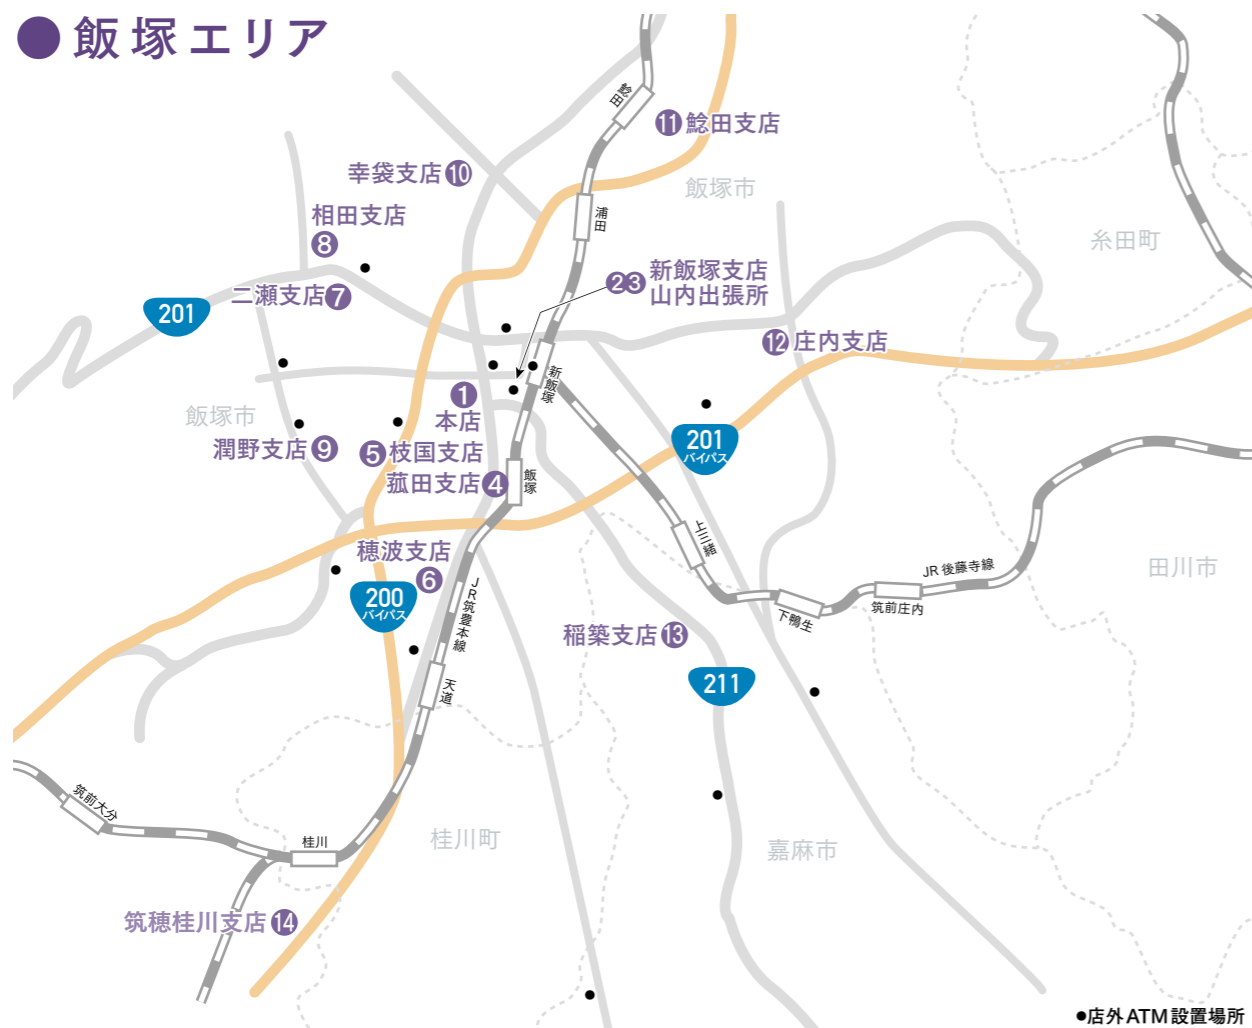 ●飯塚エリア
鯰田
⑪鯰田支店
幸袋支店⑩
飯塚市
相田支店
⑧
浦田
糸田町
二瀬支店⑦
②③新飯塚支店
山内出張所
201
⑫庄内支店
新飯塚
①
本店
飯塚市
潤野支店⑨
⑤枝国支店
201
バイパス
菰田支店④
飯塚
上三緒
穂波支店
⑥
200
バイパス
JR筑豊本線
JR後藤寺線
田川市
下鴨生
筑前庄内
稲築支店⑬
天道
211
筑前大分
桂川
桂川町
嘉麻市
筑穂桂川支店⑭
●店外ATM設置場所